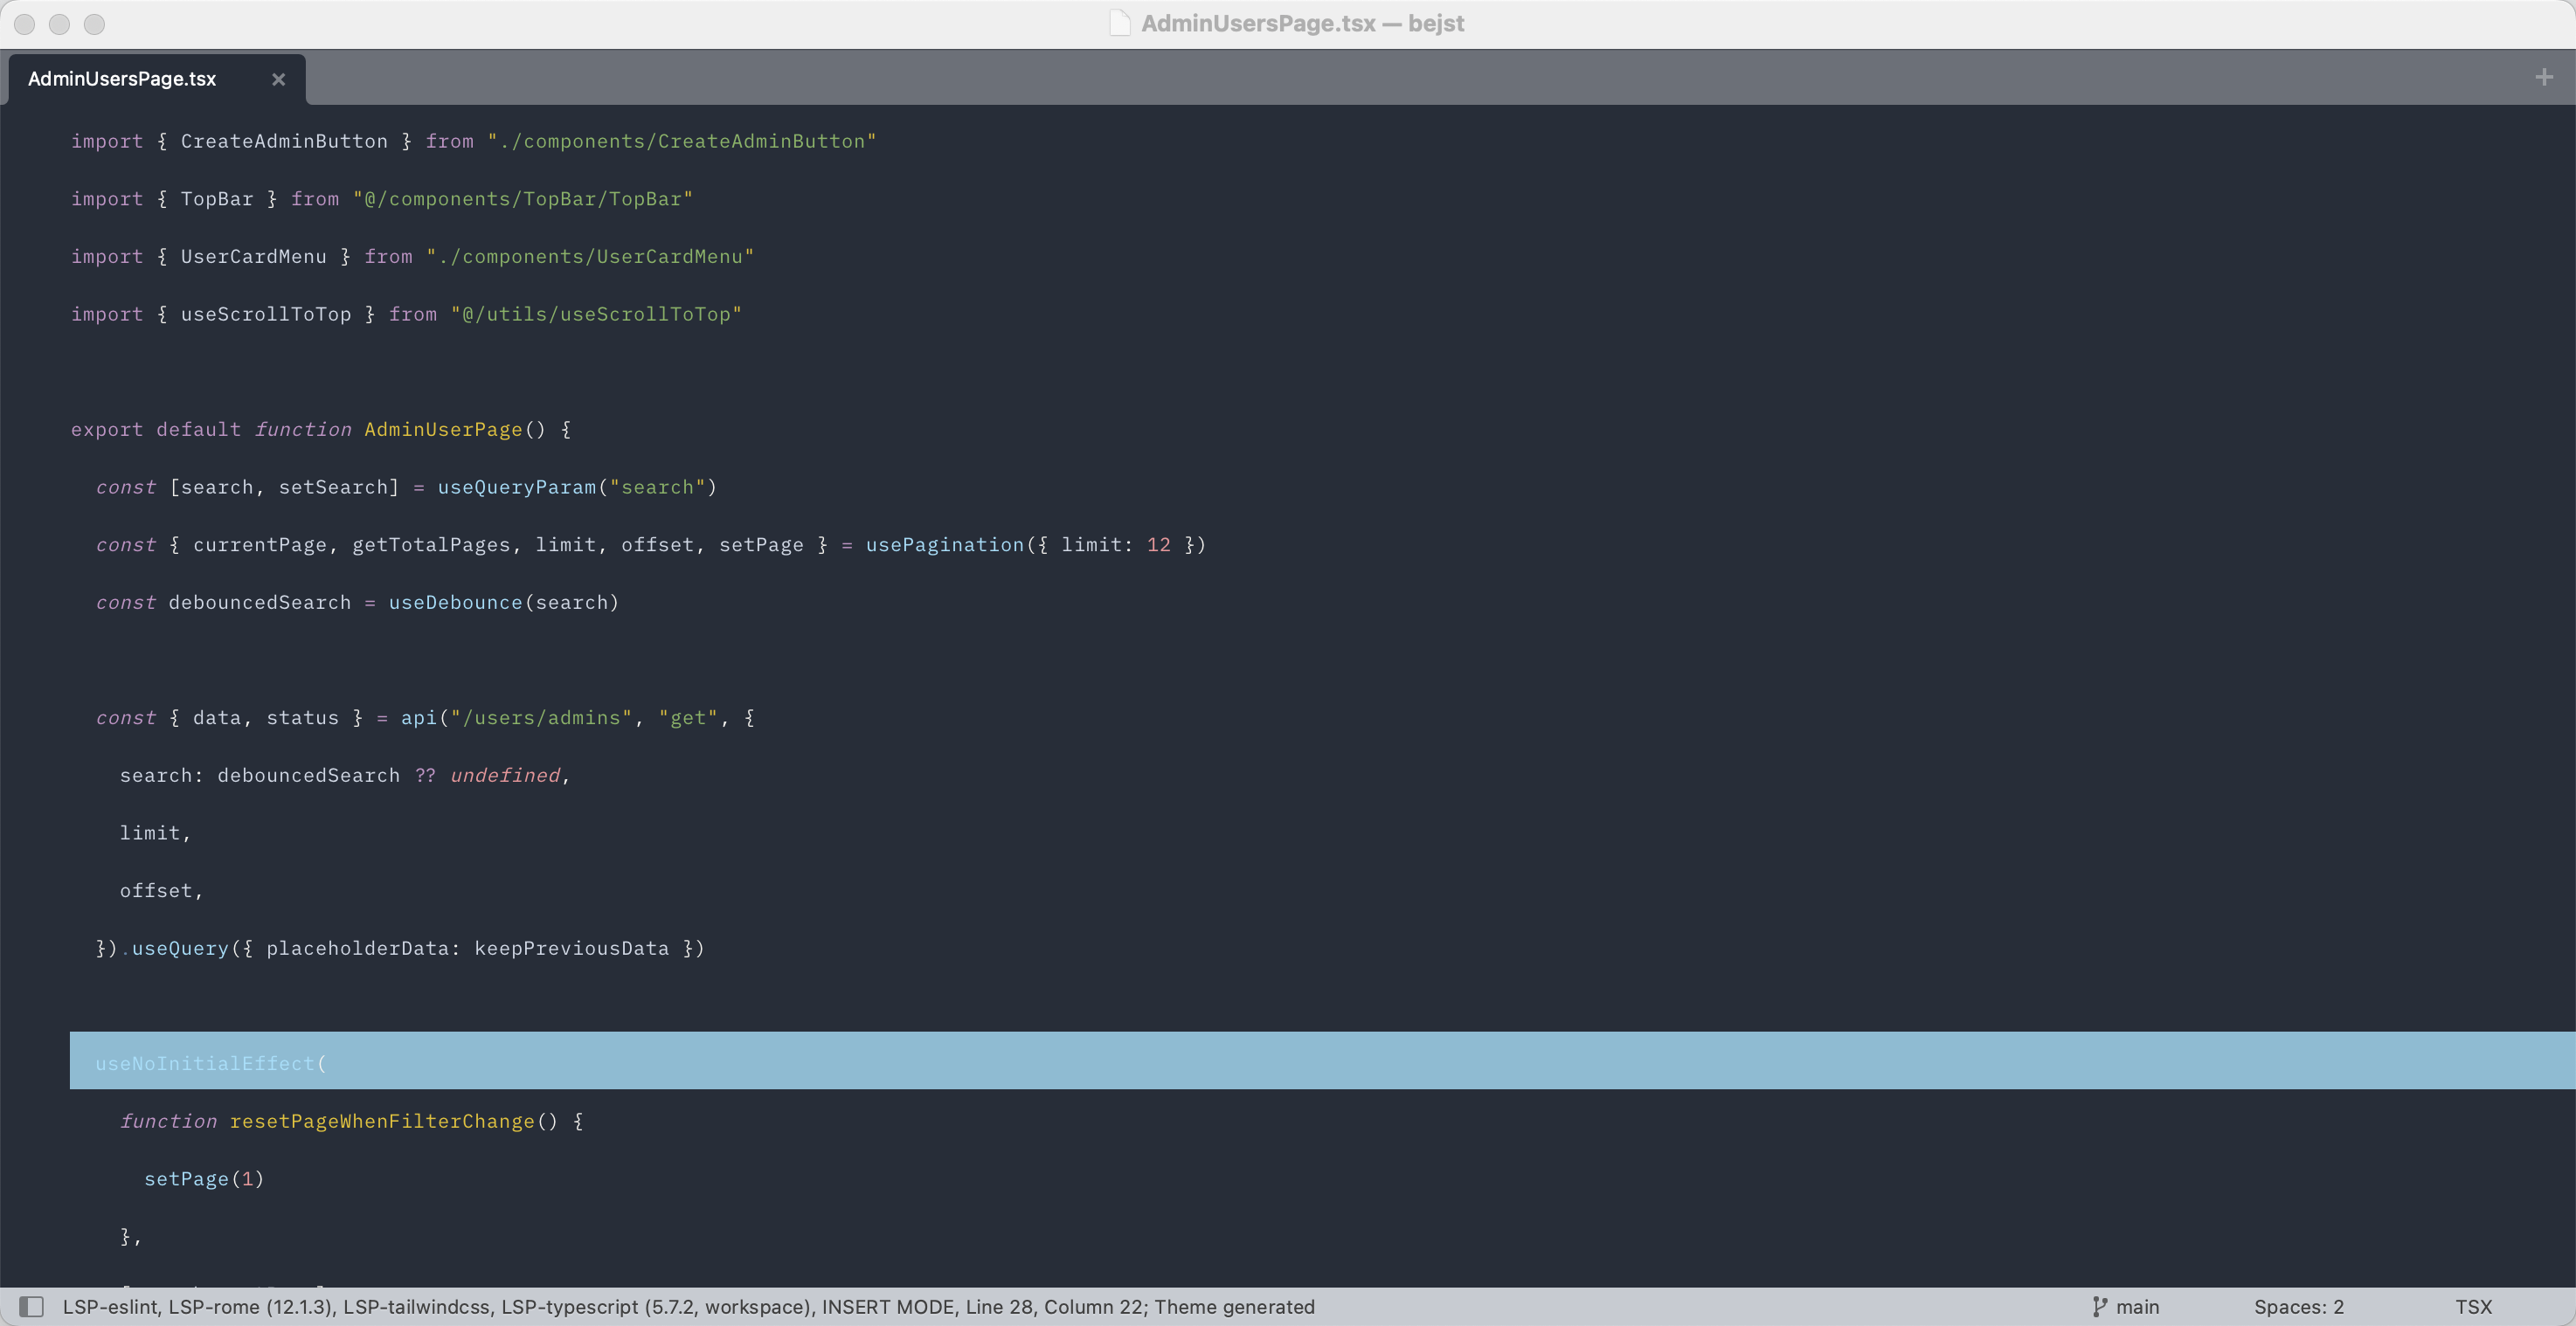 AdminUsersPage.tsx — bejst
AdminUsersPage.tsx
import { CreateAdminButton } from "./components/CreateAdminButton"
import { TopBar } from "@/components/TopBar/TopBar"
import { UserCardMenu } from "./components/UserCardMenu"
import { useScrollToTop } from "@/utils/useScrollToTop"
export default function AdminUserPage() {
const [search, setSearch] = useQueryParam("search")
const { currentPage, getTotalPages, limit, offset, setPage } = usePagination({ limit: 12 })
const debouncedSearch = useDebounce(search)
const { data, status } = api("/users/admins", "get", {
search: debouncedSearch ?? undefined,
limit,
offset,
}).useQuery({ placeholderData: keepPreviousData })
useNoInitialEffect(
function resetPageWhenFilterChange() {
setPage(1)
},
LSP-eslint, LSP-rome (12.1.3), LSP-tailwindcss, LSP-typescript (5.7.2, workspace), INSERT MODE, Line 28, Column 22; Theme generated
main
Spaces: 2
TSX